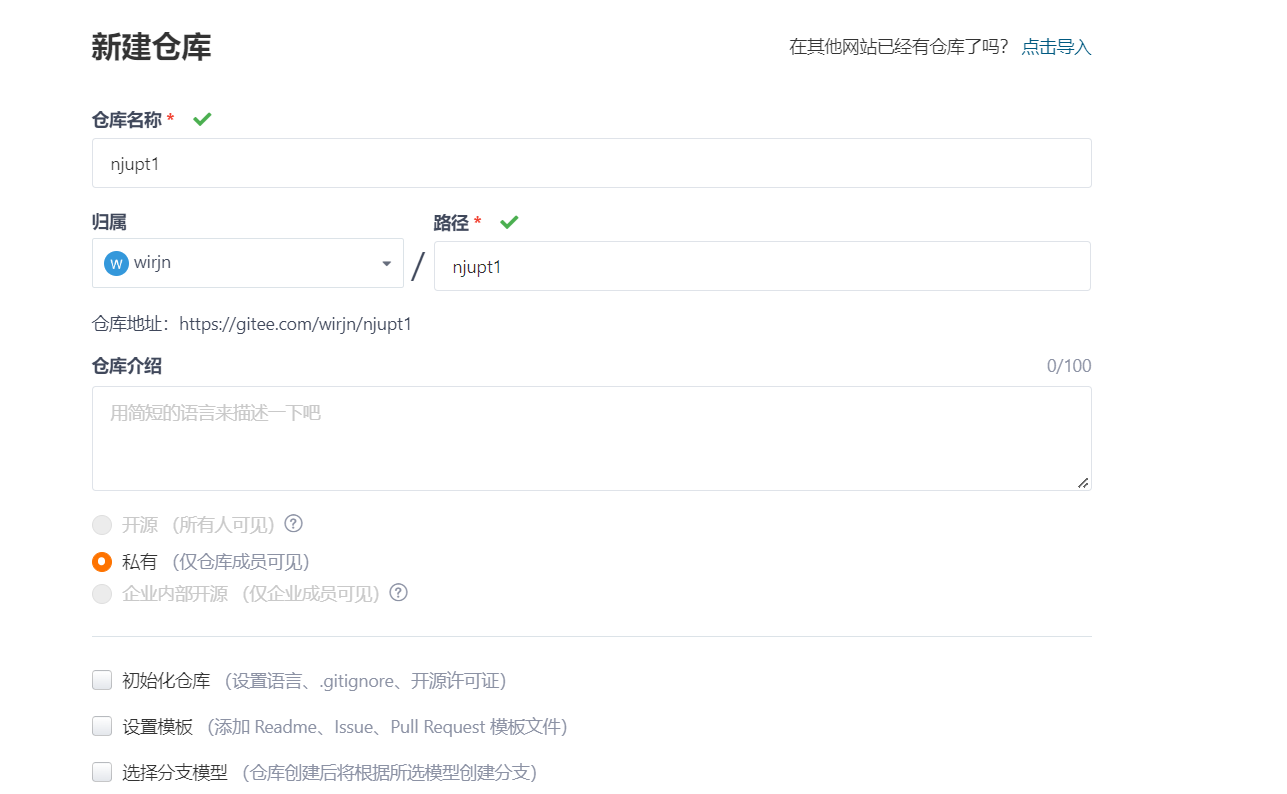 新建仓库
在其他网站已经有仓库了吗? 点击导入
仓库名称 *
njupt1
归属
路径 *
W wirjn / njupt1
仓库地址：https://gitee.com/wirjn/njupt1
仓库介绍 0/100
用简短的语言来描述一下吧
开源 （所有人可见） ?
私有 （仅仓库成员可见）
企业内部开源 （仅企业成员可见） ?
初始化仓库 （设置语言、.gitignore、开源许可证）
设置模板 （添加 Readme、Issue、Pull Request 模板文件）
选择分支模型 （仓库创建后将根据所选模型创建分支）